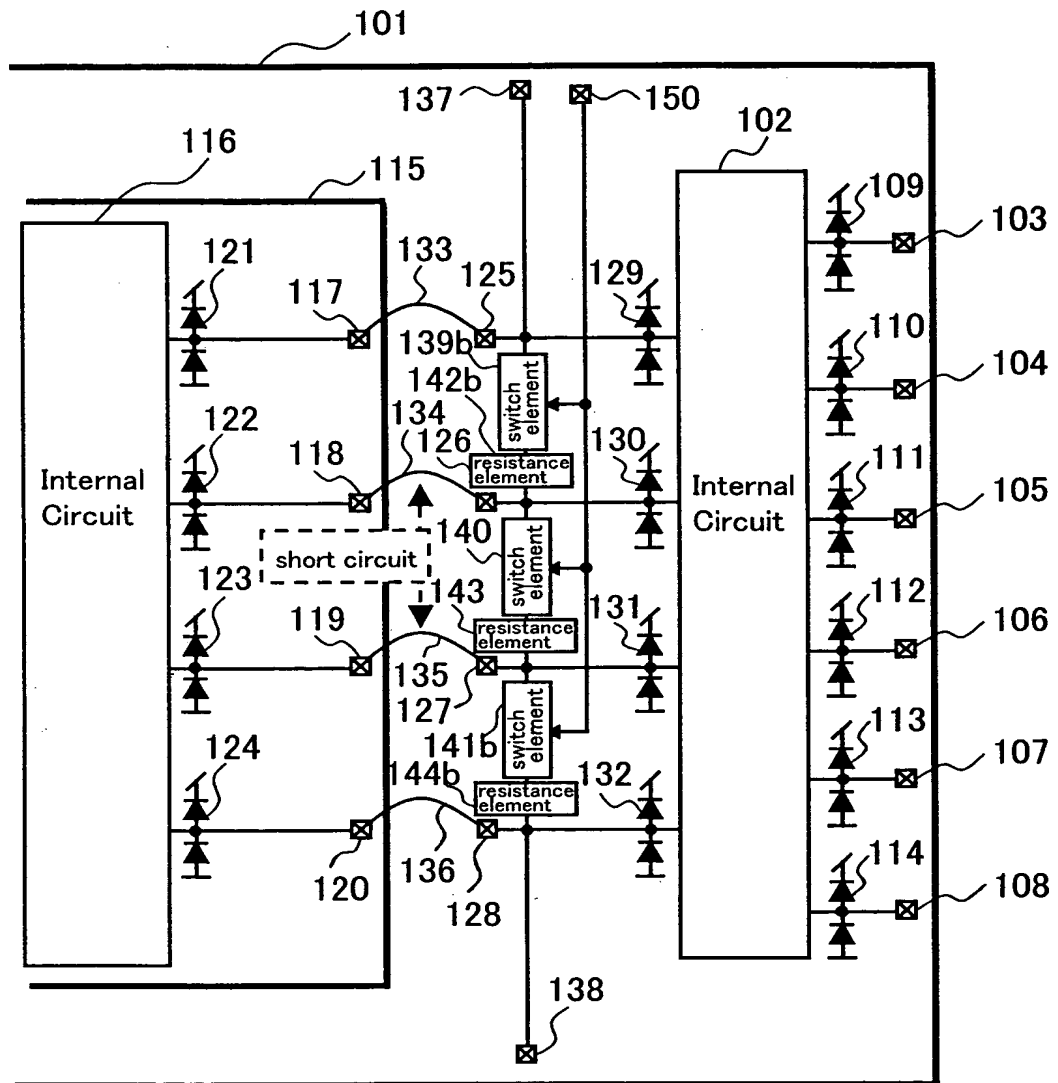 101
137
150
102
116
115
109
103
121
133
125
129
117
139b
110
104
142b
switch
element
134
122
126
130
118
resistance
element
111
105
Internal
Circuit
Internal
Circuit
140
switch
element
short circuit
123
143
131
112
106
119
resistance
element
135
127
switch
element
141b
113
107
124
144b
132
resistance
element
120
136
128
114
108
138